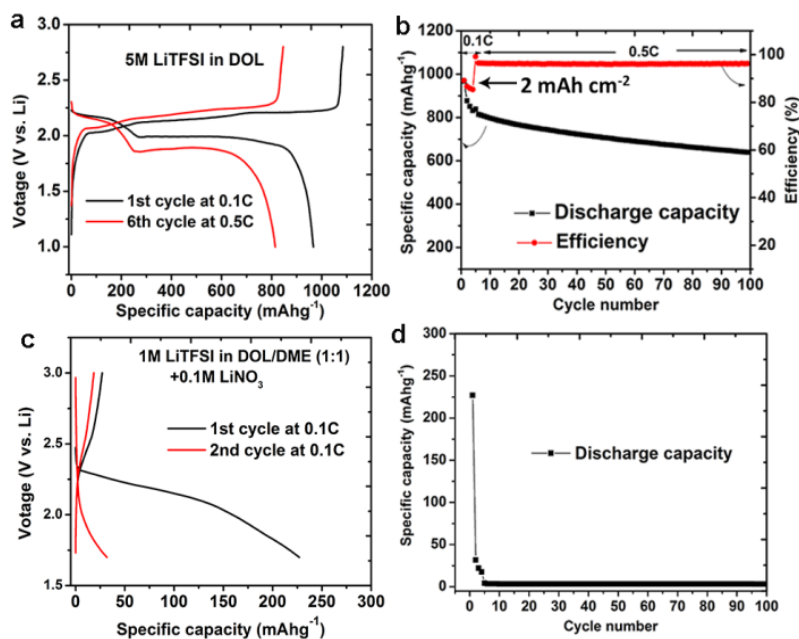 a
5M LiTFSI in DOL
1st cycle at 0.1C
6th cycle at 0.5C
Votage (V vs. Li)
3.0
2.5
2.0
1.5
1.0
0 200 400 600 800 1000 1200
Specific capacity (mAhg-1)
b
0.1C
0.5C
2 mAh cm-2
Discharge capacity
Efficiency
Specific capacity (mAhg-1)
1200
1000
800
600
400
200
0
Efficiency (%)
100
80
60
40
20
0 10 20 30 40 50 60 70 80 90 100
Cycle number
c
1M LiTFSI in DOL/DME (1:1)
+0.1M LiNO3
1st cycle at 0.1C
2nd cycle at 0.1C
Votage (V vs. Li)
3.5
3.0
2.5
2.0
1.5
0 50 100 150 200 250 300
Specific capacity (mAhg-1)
d
Discharge capacity
Specific capacity (mAhg-1)
300
250
200
150
100
50
0
0 10 20 30 40 50 60 70 80 90 100
Cycle number